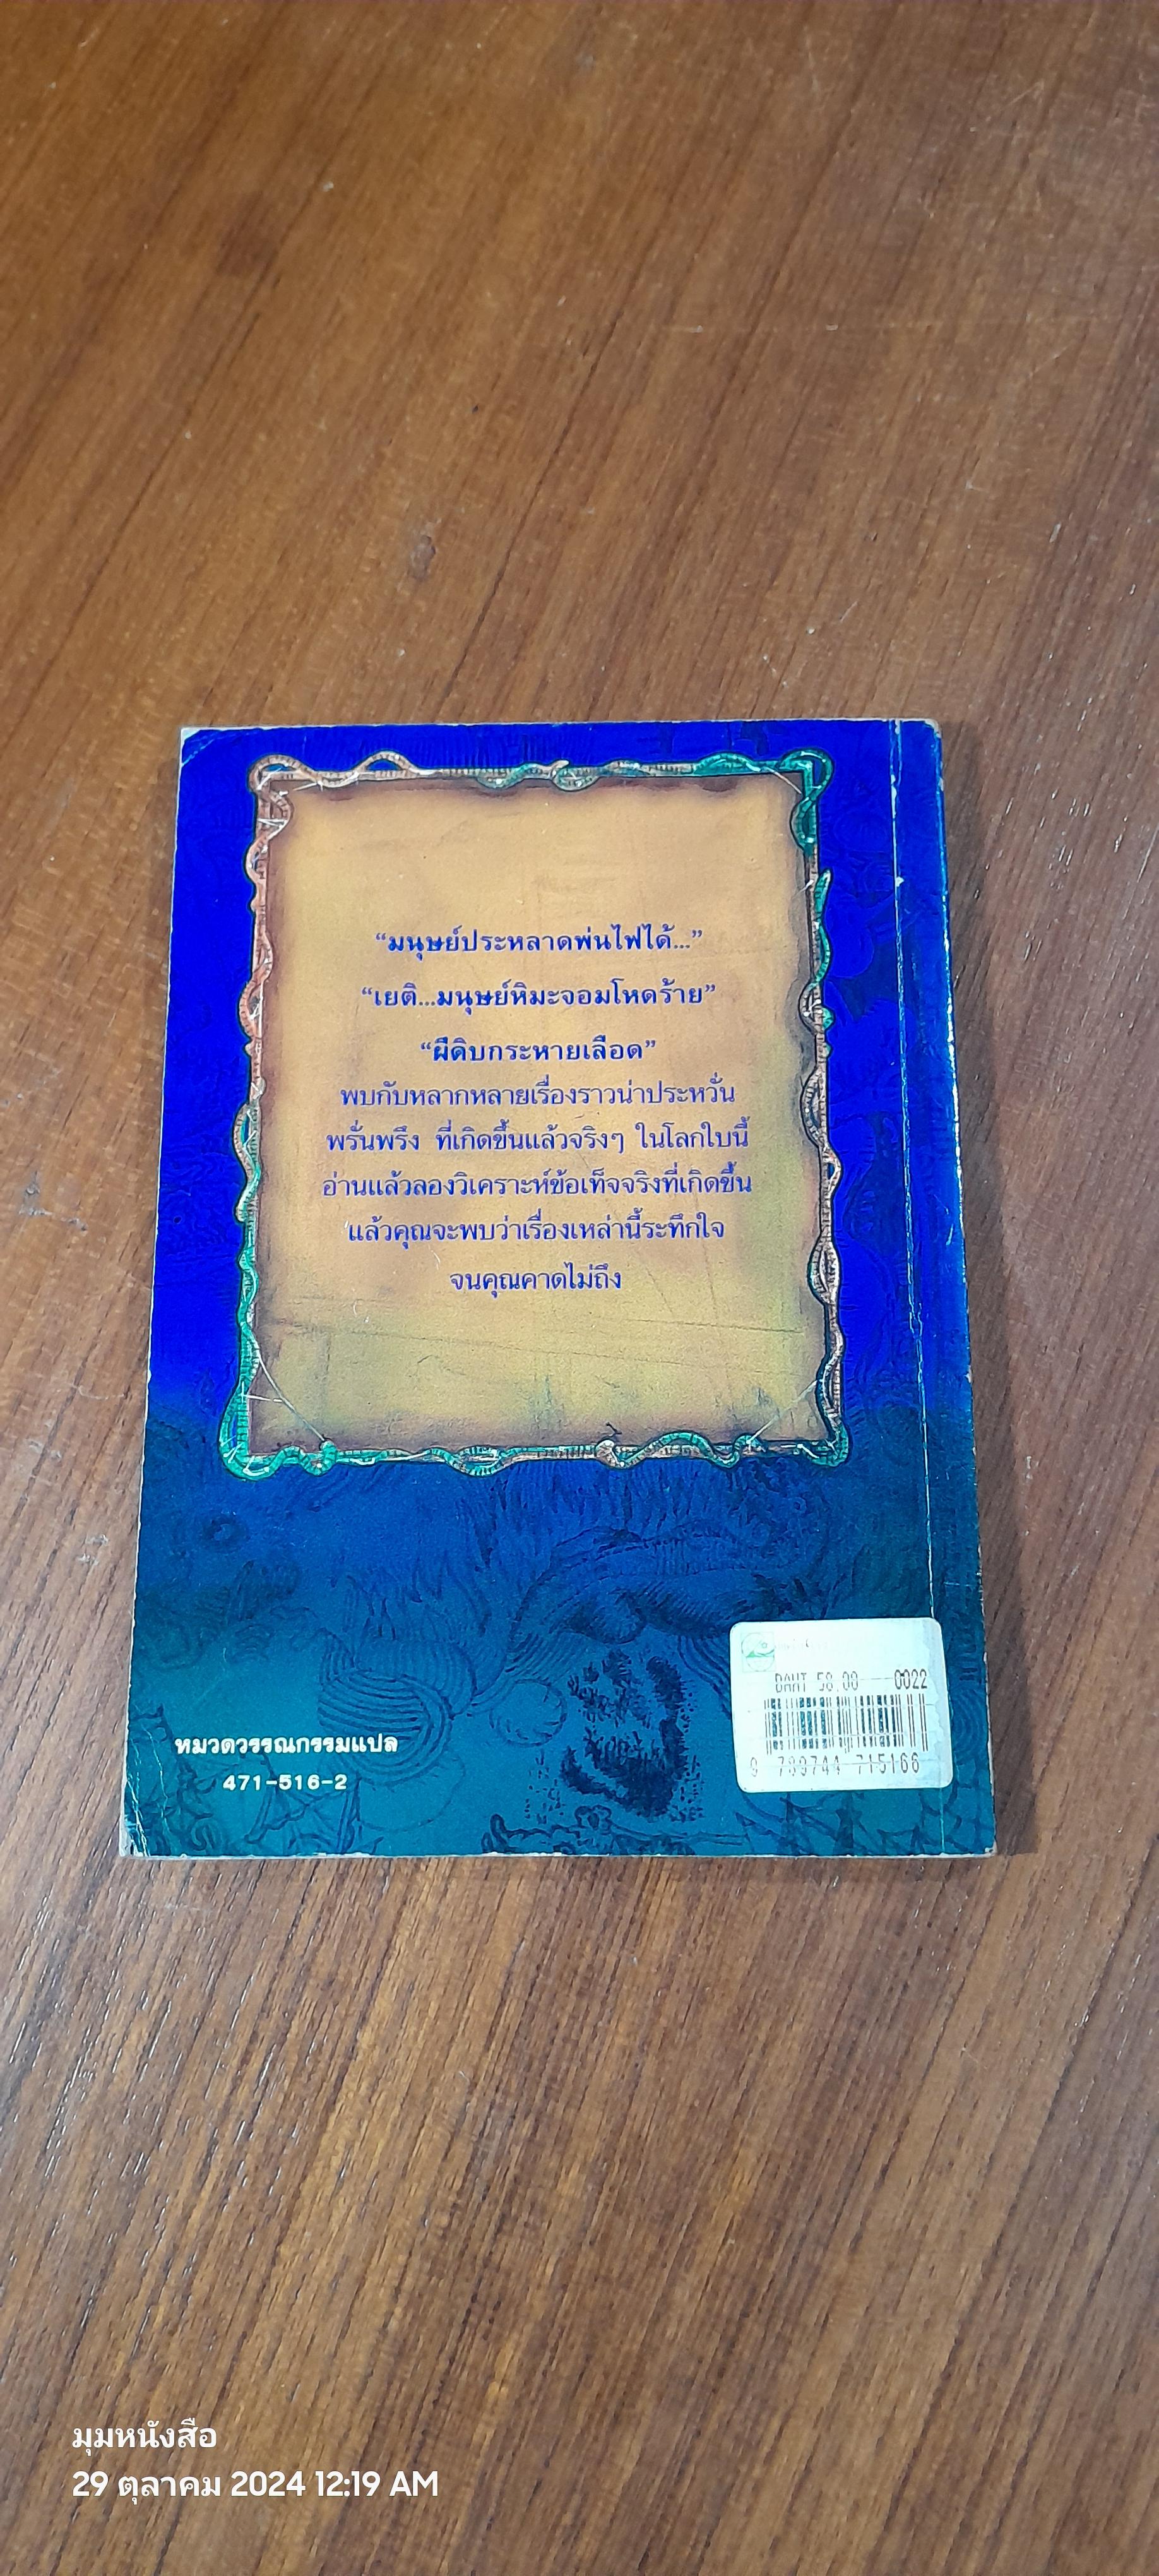 “มนุษย์ประหลาดพ่นไฟได้...”
“เยติ...มนุษย์หิมะจอมโหดร้าย”
“ผีดิบกระหายเลือด”
พบกับหลากหลายเรื่องราวน่าประหวั่น
พรั่นพรึง ที่เกิดขึ้นแล้วจริงๆ ในโลกใบนี้
อ่านแล้วลองวิเคราะห์ข้อเท็จจริงที่เกิดขึ้น
แล้วคุณจะพบว่าเรื่องเหล่านี้ระทึกใจ
จนคุณคาดไม่ถึง
BAHT 58.00 0022
9 789744 715166
หมวดวรรณกรรมแปล
471-516-2
มุมหนังสือ
29 ตุลาคม 2024 12:19 AM